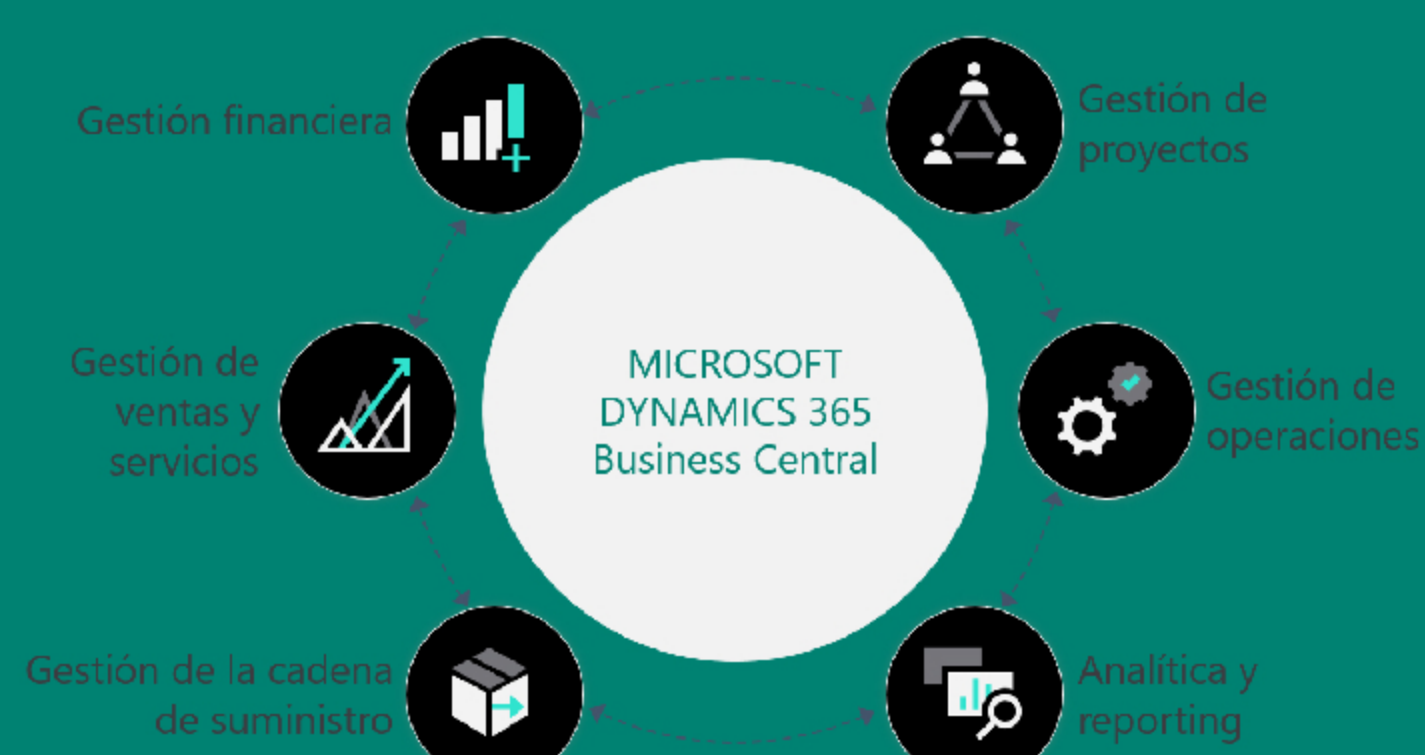 Gestión financiera
Gestión de
proyectos
Gestión de
ventas y
servicios
MICROSOFT
DYNAMICS 365
Business Central
Gestión de
operaciones
Gestión de la cadena
de suministro
Analítica y
reporting